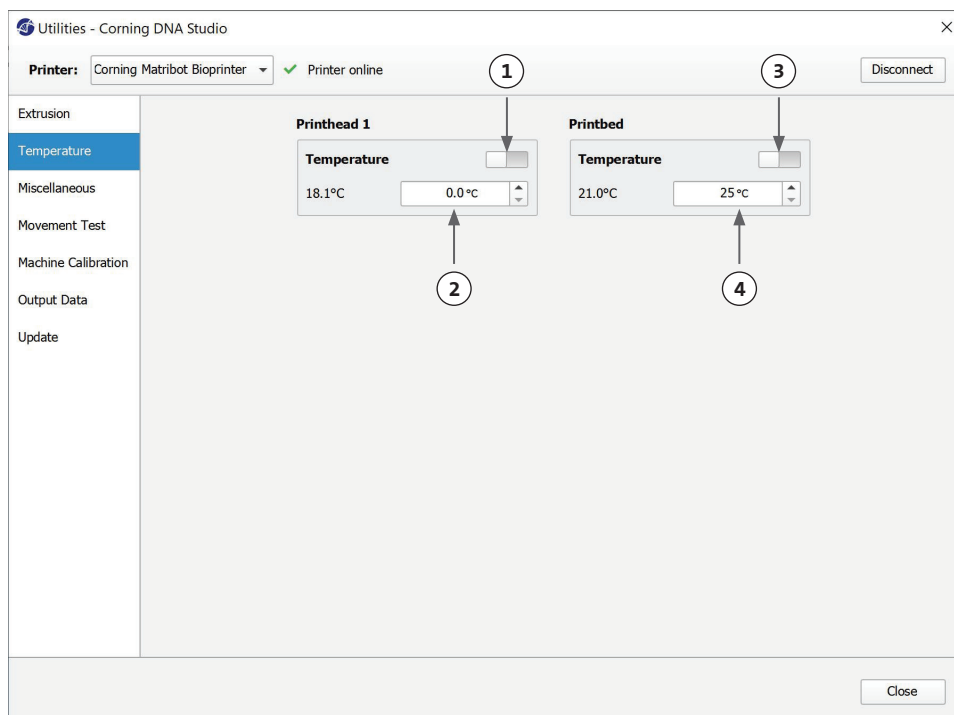 Utilities - Corning DNA Studio
Printer: Corning Matribot Bioprinter Printer online Disconnect
1 3
Extrusion
Temperature
Miscellaneous
Movement Test
Machine Calibration
Output Data
Update
Printhead 1
Temperature
18.1°C 0.0 °C
2
Printbed
Temperature
21.0°C 25 °C
4
Close